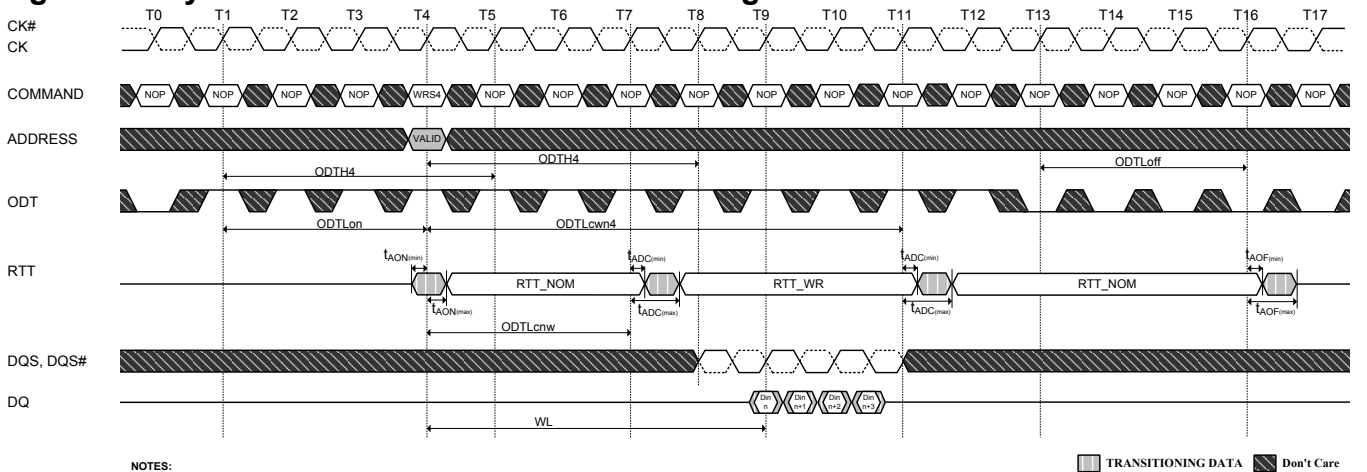 T0 T1 T2 T3 T4 T5 T6 T7 T8 T9 T10 T11 T12 T13 T14 T15 T16 T17
CK#
CK
COMMAND NOP NOP NOP NOP WRS4 NOP NOP NOP NOP NOP NOP NOP NOP NOP NOP NOP NOP NOP
ADDRESS VALID
ODTH4 ODTLoff
ODTH4
ODT
ODTLon ODTLcwn4
tAON(min) tADC(min) tADC(min) tAOF(min)
RTT RTT_NOM RTT_WR RTT_NOM
tAON(max) tADC(max) tADC(max) tAOF(max)
ODTLcnw
DQS, DQS#
DQ Din n Din n+1 Din n+2 Din n+3
WL
NOTES: TRANSITIONING DATA Don't Care